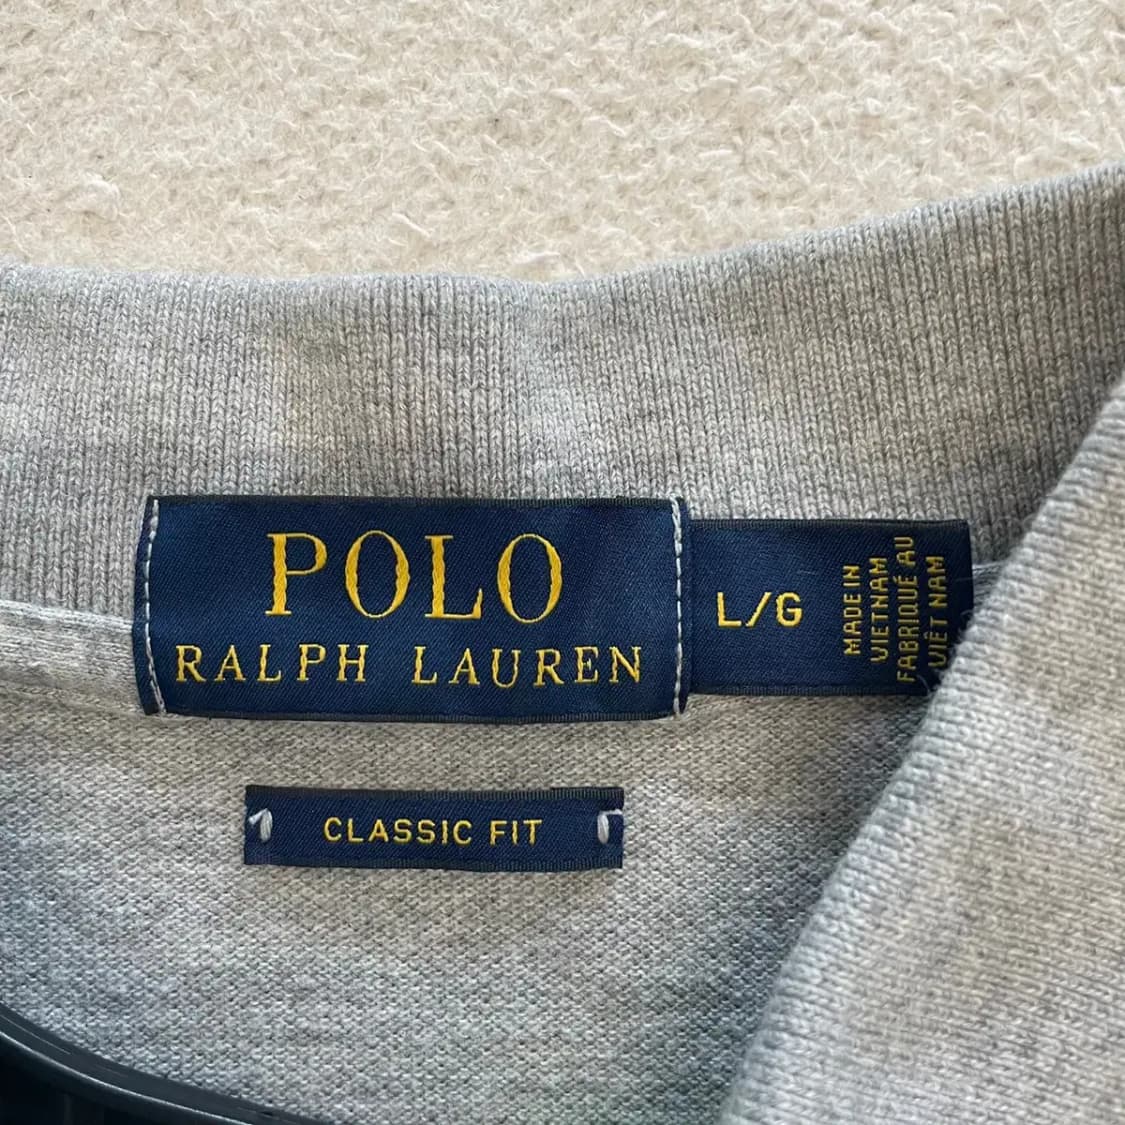 POLO
RALPH LAUREN
L/G
MADE IN
VIETNAM
FABRIQUÉ AU
VIÊT NAM
CLASSIC FIT